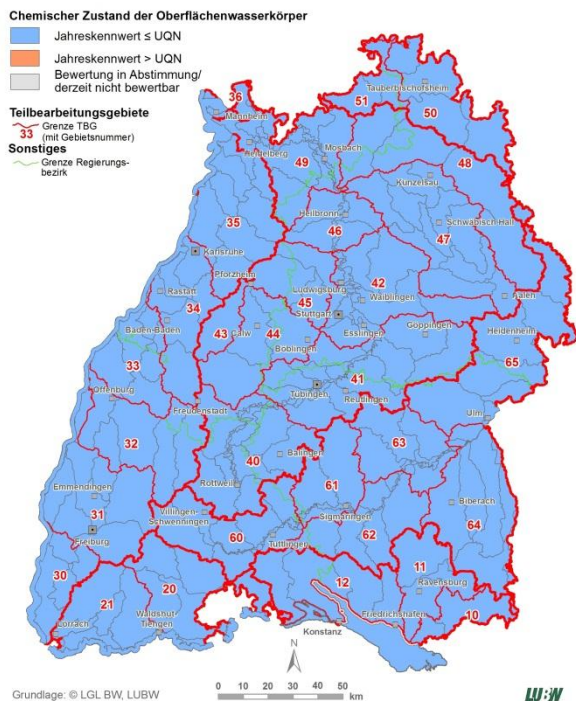 Chemischer Zustand der Oberflächenwasserkörper
Jahreskennwert ≤ UQN
Jahreskennwert > UQN
Bewertung in Abstimmung/
derzeit nicht bewertbar
Teilbearbeitungsgebiete
33 Grenze TBG
(mit Gebietsnummer)
Sonstiges
Grenze Regierungs-
bezirk
36
Mannheim
51
Tauberbischofsheim
50
Heidelberg
49
Mosbach
48
Künzelsau
35
Heilbronn
46
Schwäbisch-Hall
47
Karlsruhe
Pforzheim
Rastatt
34
Ludwigsburg
45
42
Waiblingen
Aalen
Stuttgart
Baden-Baden
43
Calw
44
Esslingen
Göppingen
Heidenheim
Böblingen
65
33
Offenburg
41
Tübingen
Reutlingen
Freudenstadt
Ulm
32
63
40
Balingen
Emmendingen
Rottweil
61
Biberach
31
Villingen-
Schwenningen
Sigmaringen
64
Freiburg
60
62
Tuttlingen
30
12
11
20
Ravensburg
21
10
Waldshut
Tiengen
Friedrichshafen
Lörrach
Konstanz
N
0 10 20 30 40 50
km
Grundlage: © LGL BW, LUBW
LUBW